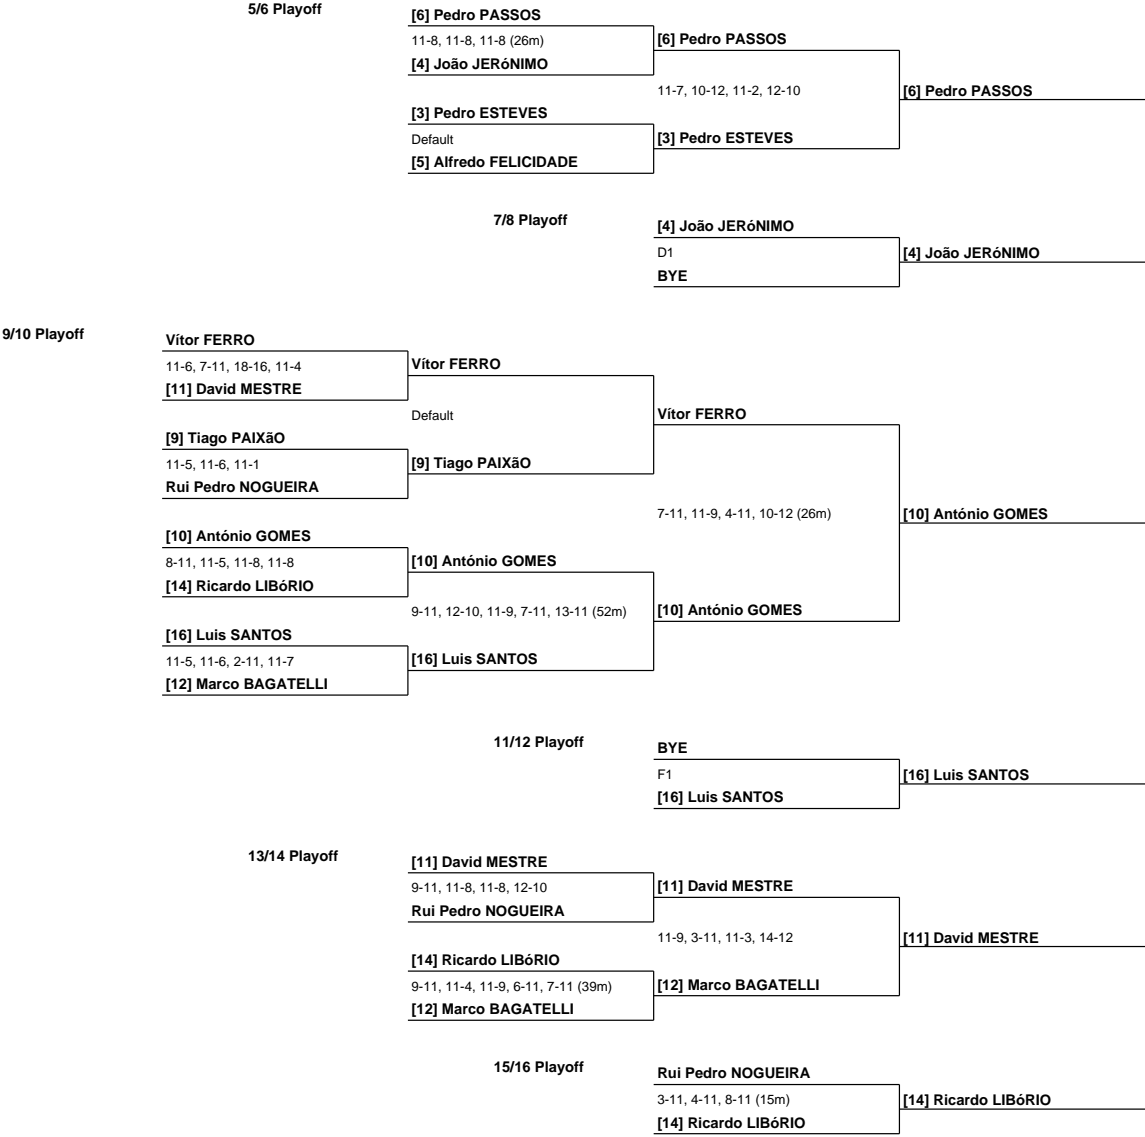 5/6 Playoff
[6] Pedro PASSOS
11-8, 11-8, 11-8 (26m)
[6] Pedro PASSOS
[4] João JERóNIMO
11-7, 10-12, 11-2, 12-10
[6] Pedro PASSOS
[3] Pedro ESTEVES
Default
[3] Pedro ESTEVES
[5] Alfredo FELICIDADE
7/8 Playoff
[4] João JERóNIMO
D1
[4] João JERóNIMO
BYE
9/10 Playoff
Vítor FERRO
11-6, 7-11, 18-16, 11-4
Vítor FERRO
[11] David MESTRE
Default
Vítor FERRO
[9] Tiago PAIXãO
11-5, 11-6, 11-1
[9] Tiago PAIXãO
Rui Pedro NOGUEIRA
7-11, 11-9, 4-11, 10-12 (26m)
[10] António GOMES
[10] António GOMES
8-11, 11-5, 11-8, 11-8
[10] António GOMES
[14] Ricardo LIBóRIO
9-11, 12-10, 11-9, 7-11, 13-11 (52m)
[10] António GOMES
[16] Luis SANTOS
11-5, 11-6, 2-11, 11-7
[16] Luis SANTOS
[12] Marco BAGATELLI
11/12 Playoff
BYE
F1
[16] Luis SANTOS
[16] Luis SANTOS
13/14 Playoff
[11] David MESTRE
9-11, 11-8, 11-8, 12-10
[11] David MESTRE
Rui Pedro NOGUEIRA
11-9, 3-11, 11-3, 14-12
[11] David MESTRE
[14] Ricardo LIBóRIO
9-11, 11-4, 11-9, 6-11, 7-11 (39m)
[12] Marco BAGATELLI
[12] Marco BAGATELLI
15/16 Playoff
Rui Pedro NOGUEIRA
3-11, 4-11, 8-11 (15m)
[14] Ricardo LIBóRIO
[14] Ricardo LIBóRIO